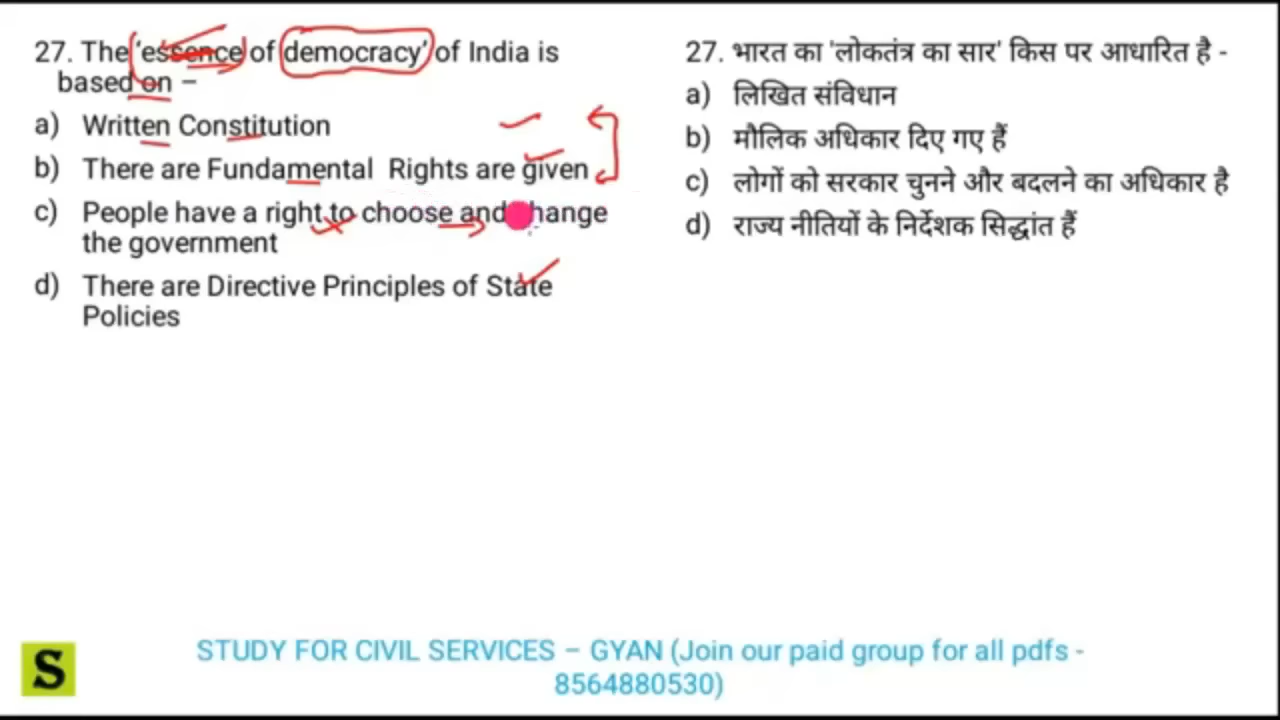 27. The 'essence of democracy' of India is
based on –
a) Written Constitution
b) There are Fundamental Rights are given
c) People have a right to choose and change
the government
d) There are Directive Principles of State
Policies
27. भारत का 'लोकतंत्र का सार' किस पर आधारित है -
a) लिखित संविधान
b) मौलिक अधिकार दिए गए हैं
c) लोगों को सरकार चुनने और बदलने का अधिकार है
d) राज्य नीतियों के निर्देशक सिद्धांत हैं
S
STUDY FOR CIVIL SERVICES – GYAN (Join our paid group for all pdfs -
8564880530)